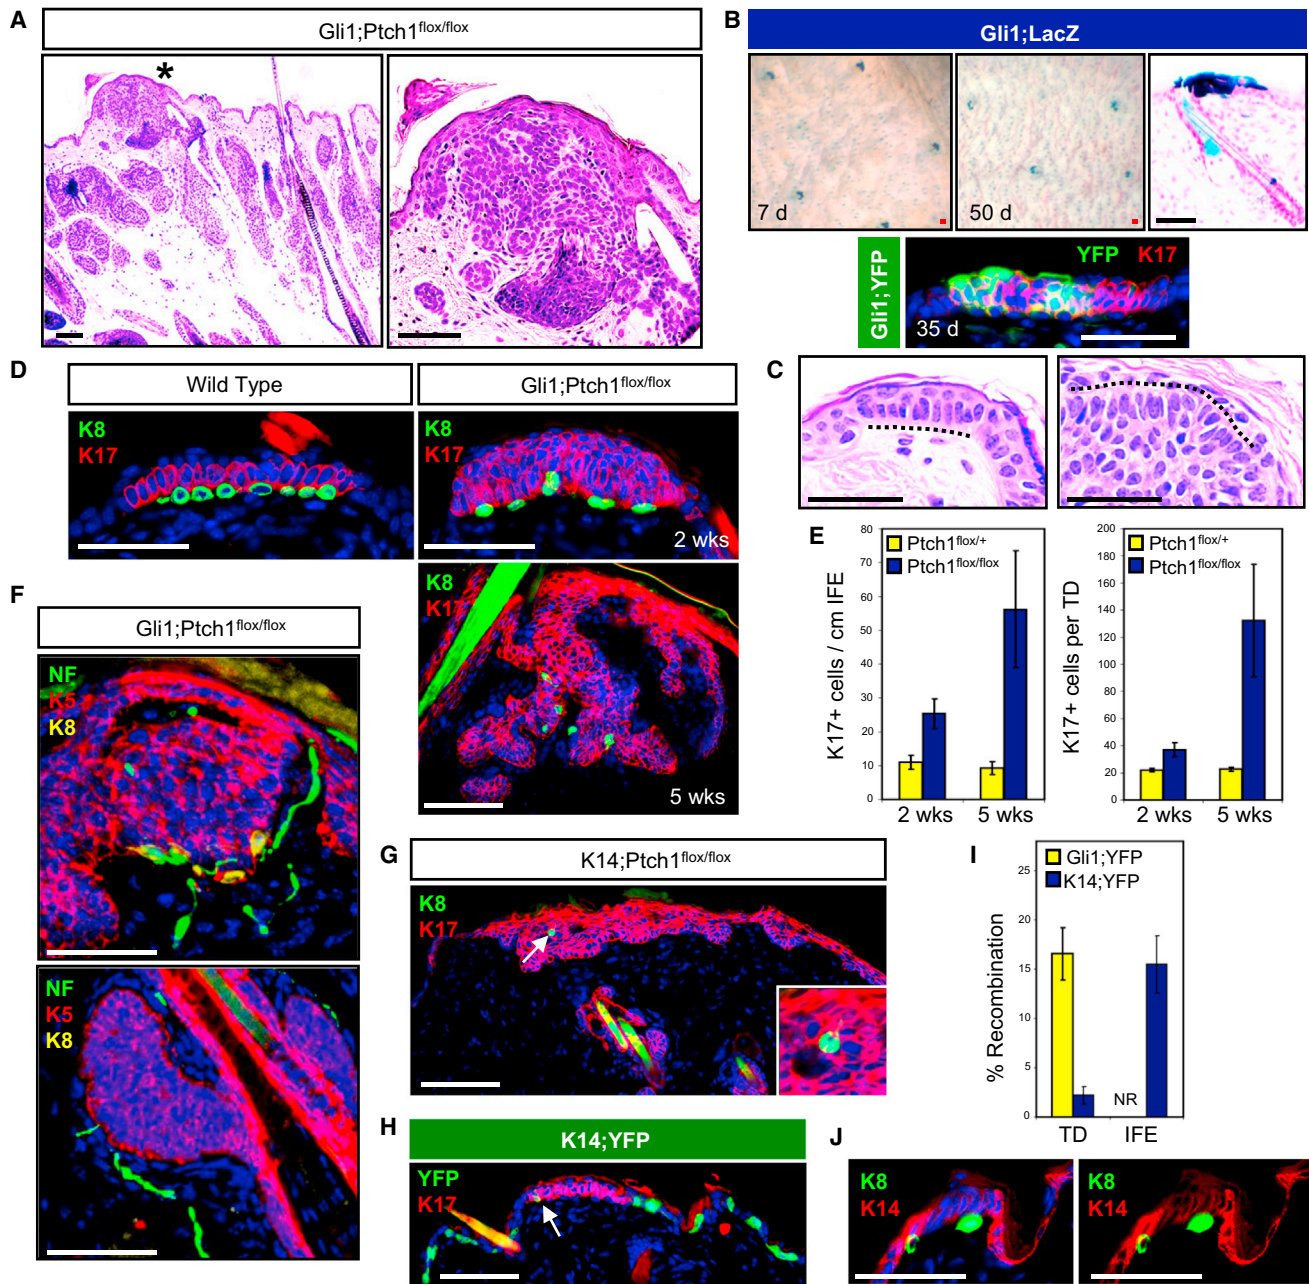 A
Gli1;Ptch1flox/flox
*
B
Gli1;LacZ
7 d
50 d
Gli1;YFP
YFP K17
35 d
C
D
Wild Type
Gli1;Ptch1flox/flox
K8
K17
K8
K17
2 wks
K8
K17
5 wks
E
K17+ cells / cm IFE
80
70
60
50
40
30
20
10
0
Ptch1flox/+
Ptch1flox/flox
2 wks 5 wks
K17+ cells per TD
200
180
160
140
120
100
80
60
40
20
0
Ptch1flox/+
Ptch1flox/flox
2 wks 5 wks
F
Gli1;Ptch1flox/flox
NF
K5
K8
NF
K5
K8
G
K14;Ptch1flox/flox
K8
K17
H
K14;YFP
YFP
K17
I
% Recombination
25
20
15
10
5
0
Gli1;YFP
K14;YFP
NR
TD IFE
J
K8
K14
K8
K14